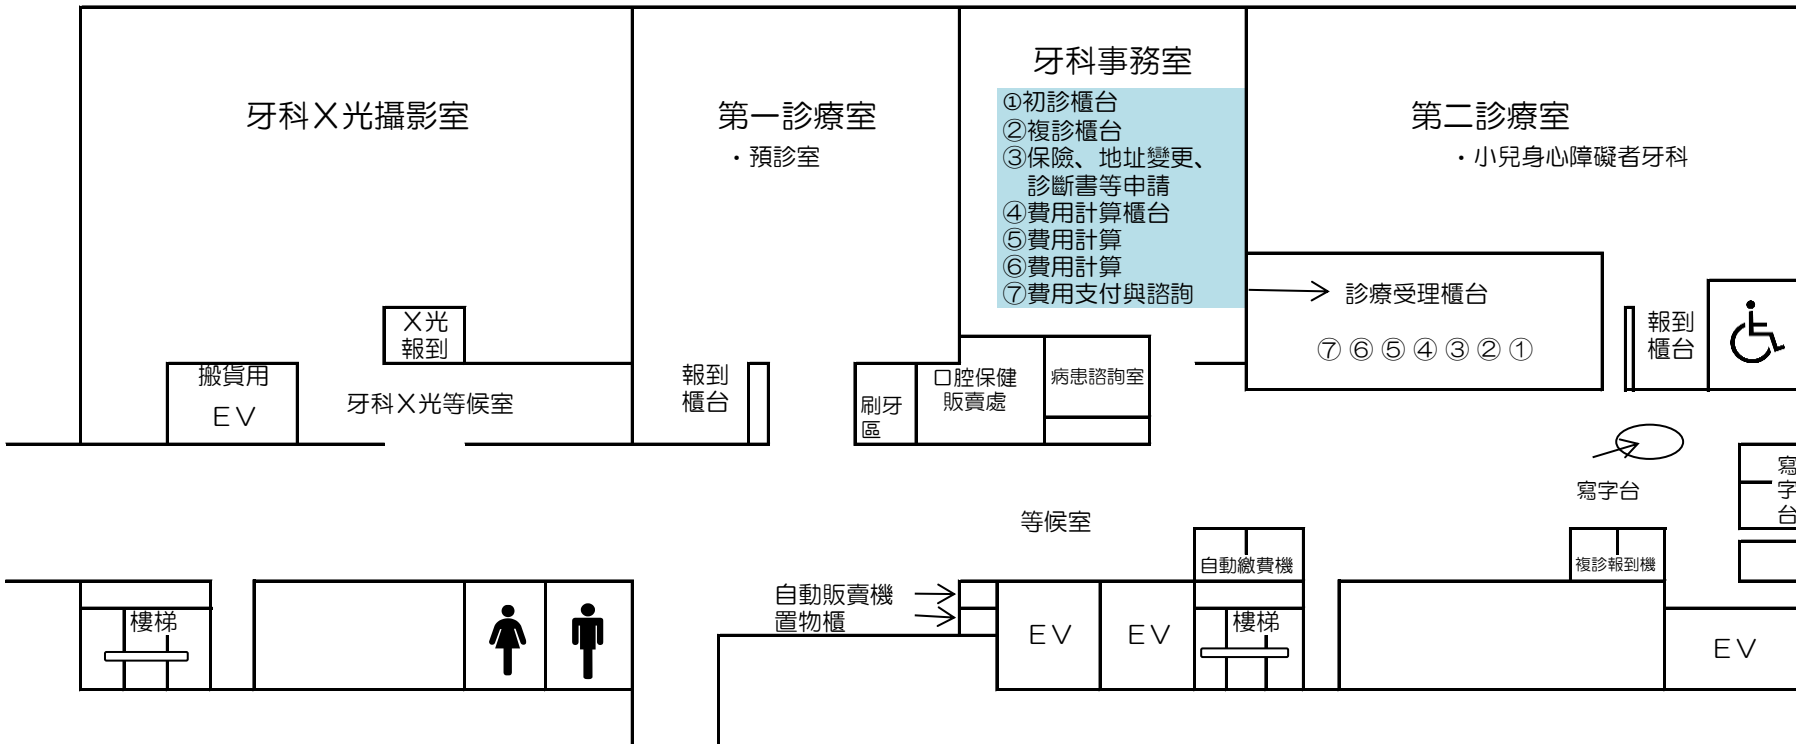 牙科Ｘ光攝影室
第一診療室
・預診室
牙科事務室
①初診櫃台
②複診櫃台
③保險、地址變更、
診斷書等申請
④費用計算櫃台
⑤費用計算
⑥費用計算
⑦費用支付與諮詢
第二診療室
・小兒身心障礙者牙科
診療受理櫃台
⑦⑥⑤④③②①
報到
櫃台
Ｘ光
報到
搬貨用
ＥＶ
牙科Ｘ光等候室
報到
櫃台
刷牙
區
口腔保健
販賣處
病患諮詢室
寫字台
寫
字
台
等候室
自動繳費機
複診報到機
自動販賣機
置物櫃
樓梯
ＥＶ
ＥＶ
樓梯
ＥＶ